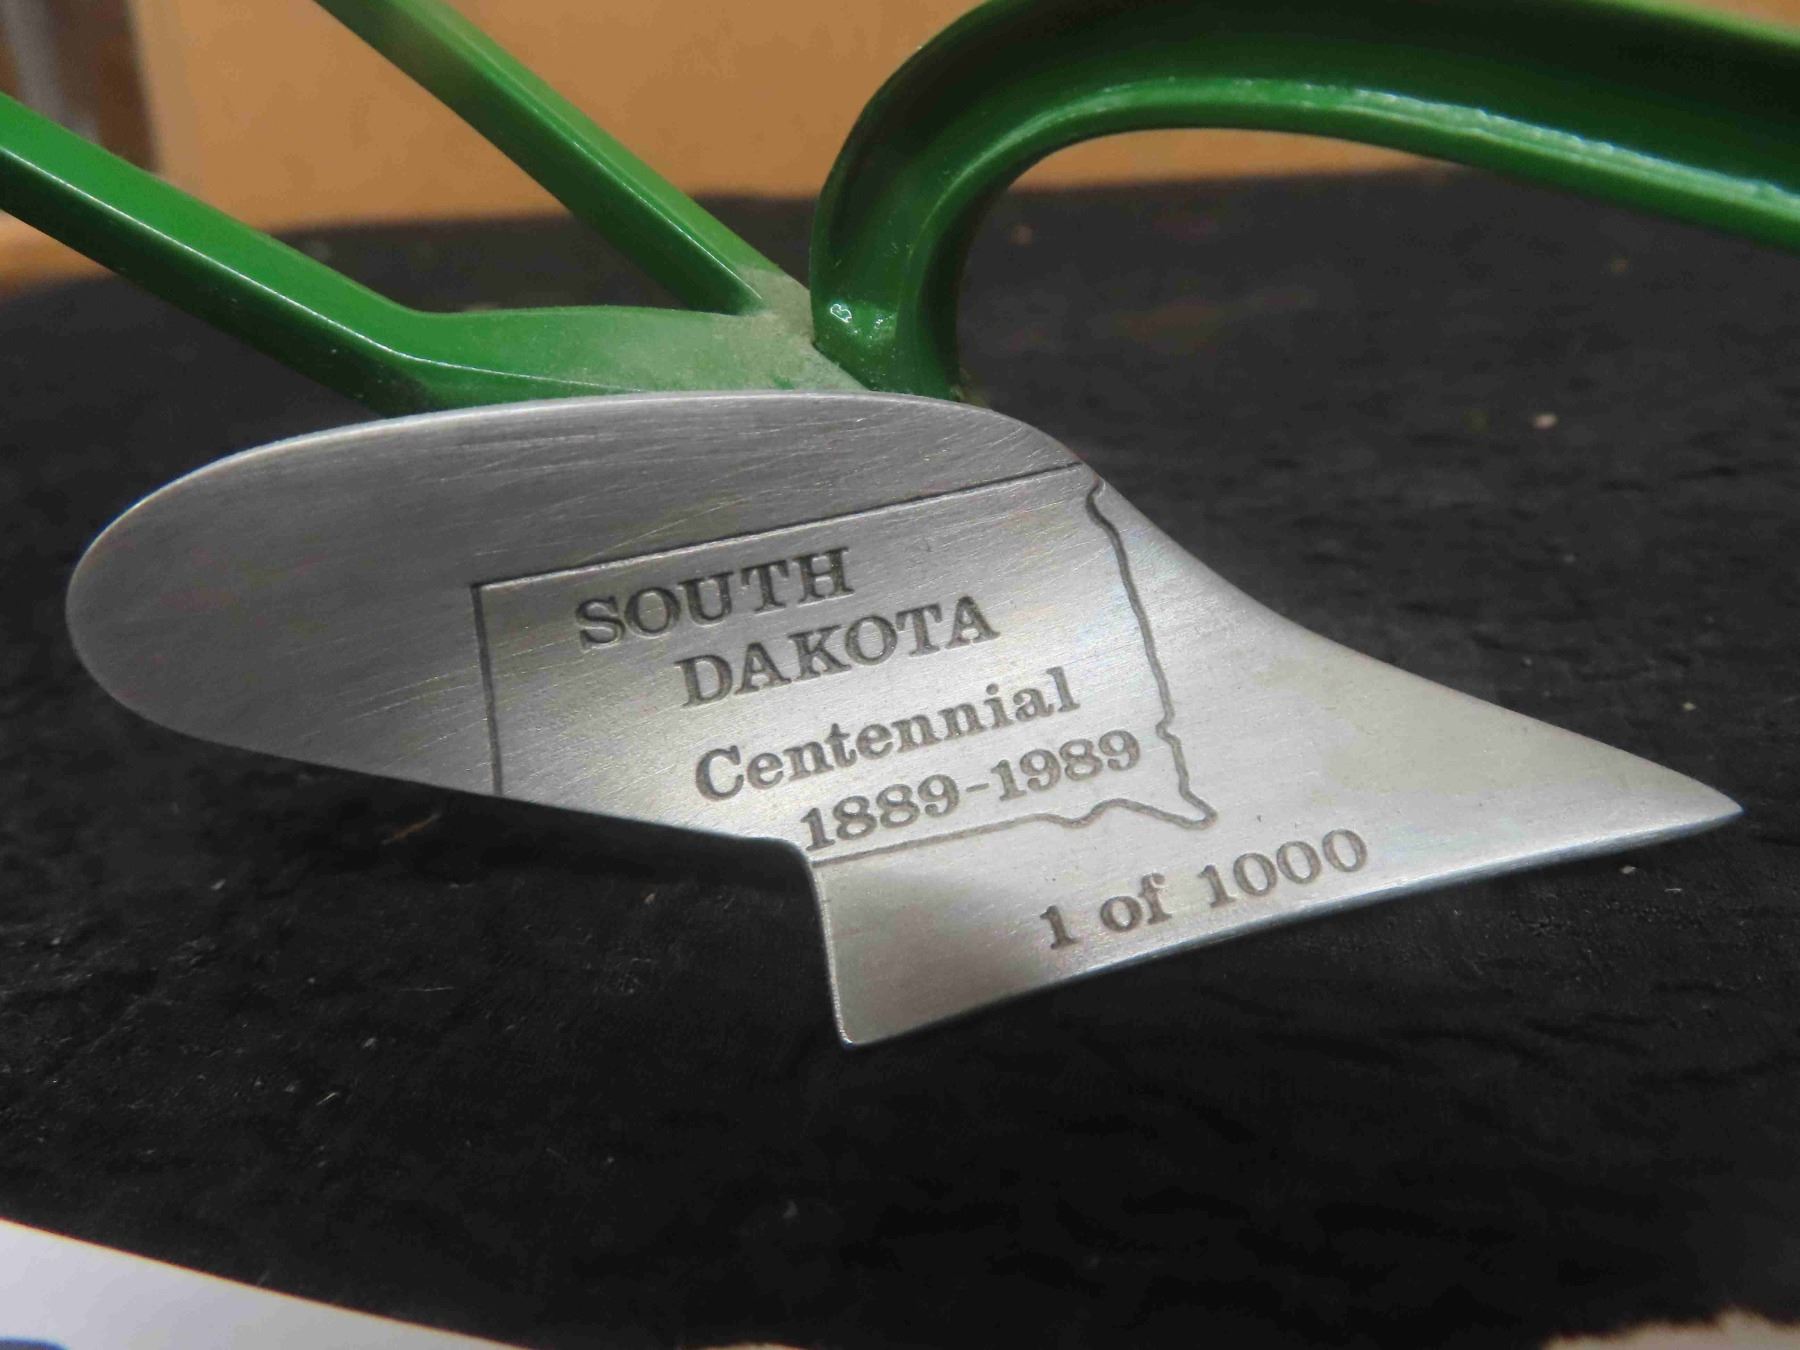 SOUTH
DAKOTA
Centennial
1889-1989
1 of 1000